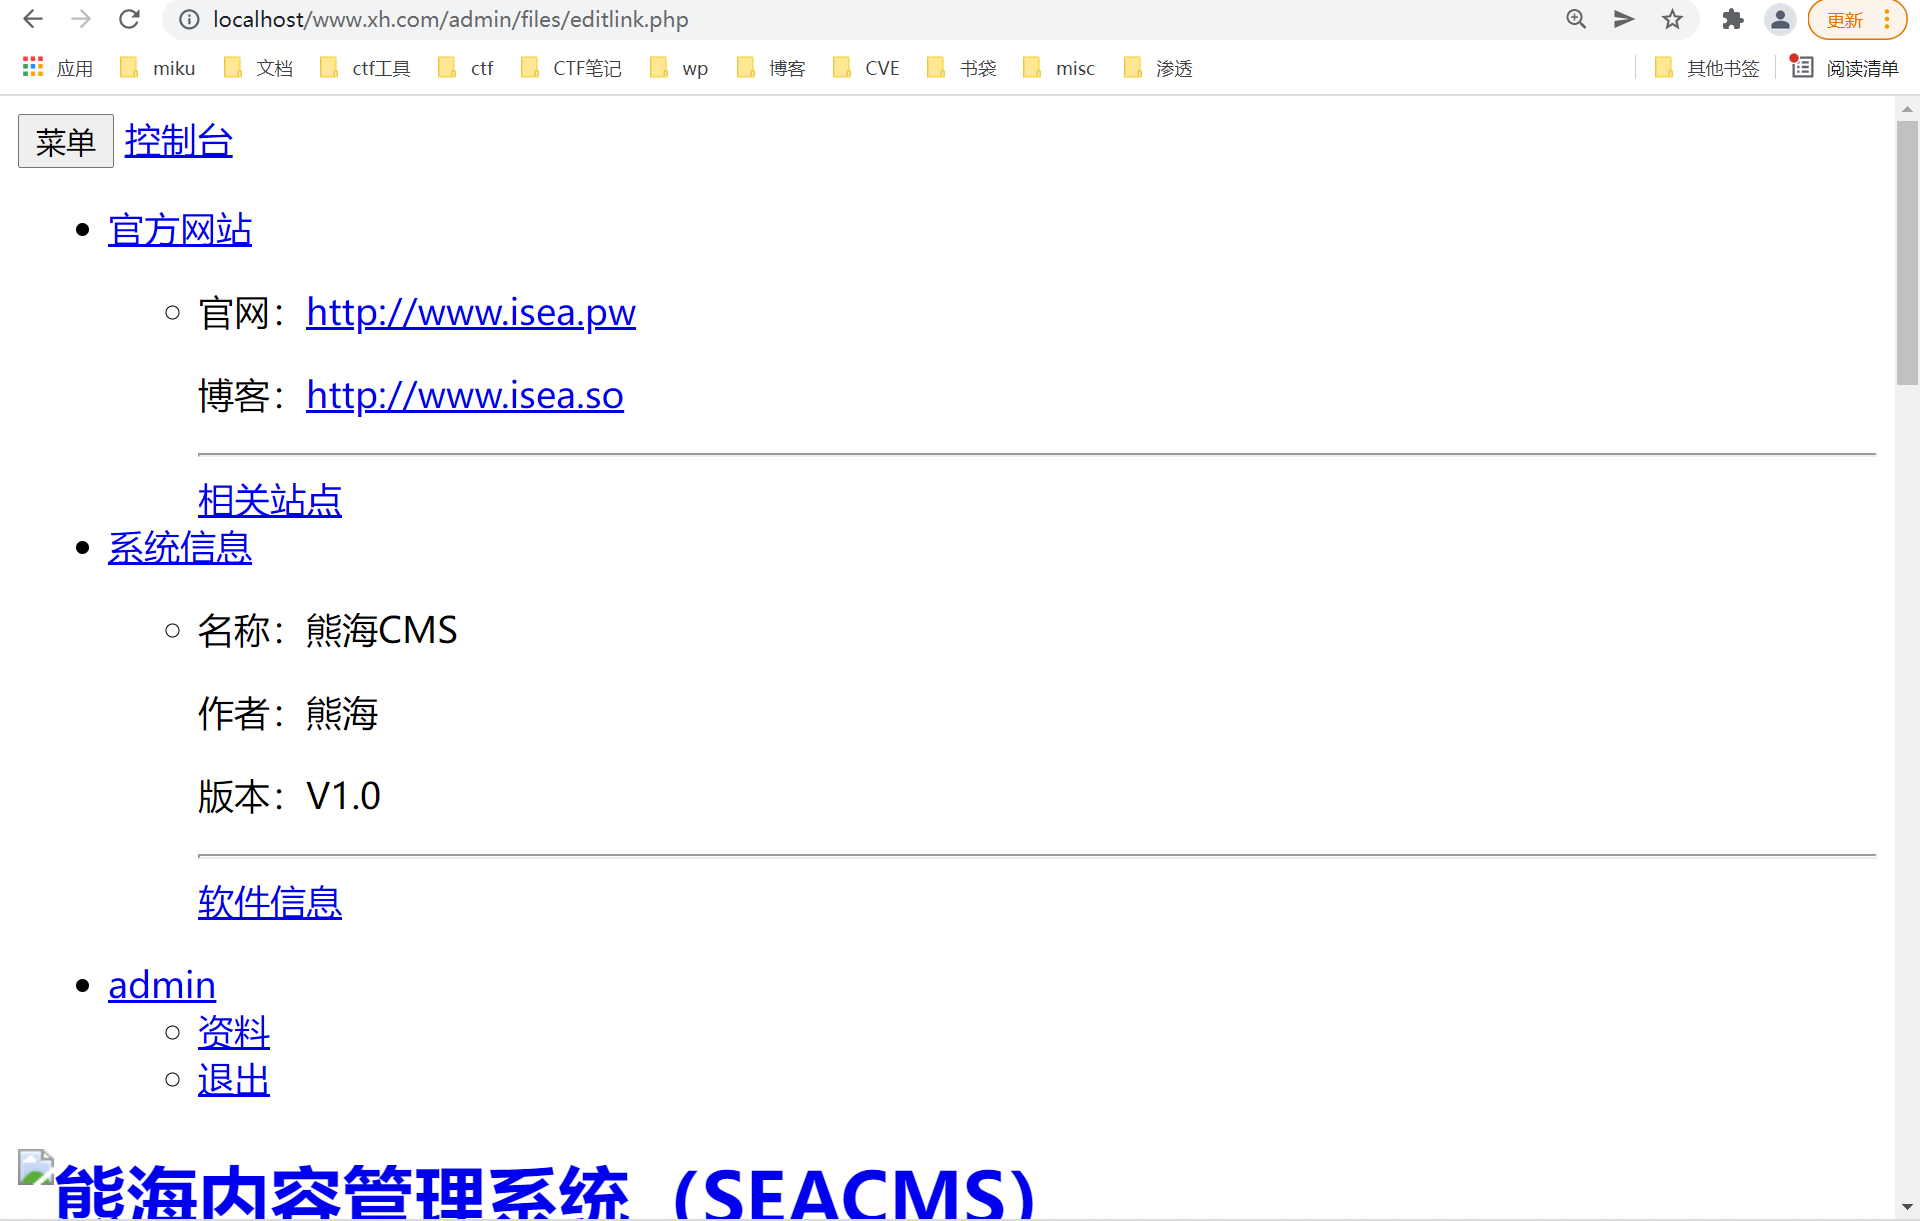 localhost/www.xh.com/admin/files/editlink.php
更新
应用 miku 文档 ctf工具 ctf CTF笔记 wp 博客 CVE 书袋 misc 渗透 其他书签 阅读清单
菜单 控制台
官方网站
官网：http://www.isea.pw
博客：http://www.isea.so
相关站点
系统信息
名称：熊海CMS
作者：熊海
版本：V1.0
软件信息
admin
资料
退出
熊海内容管理系统（SEACMS）